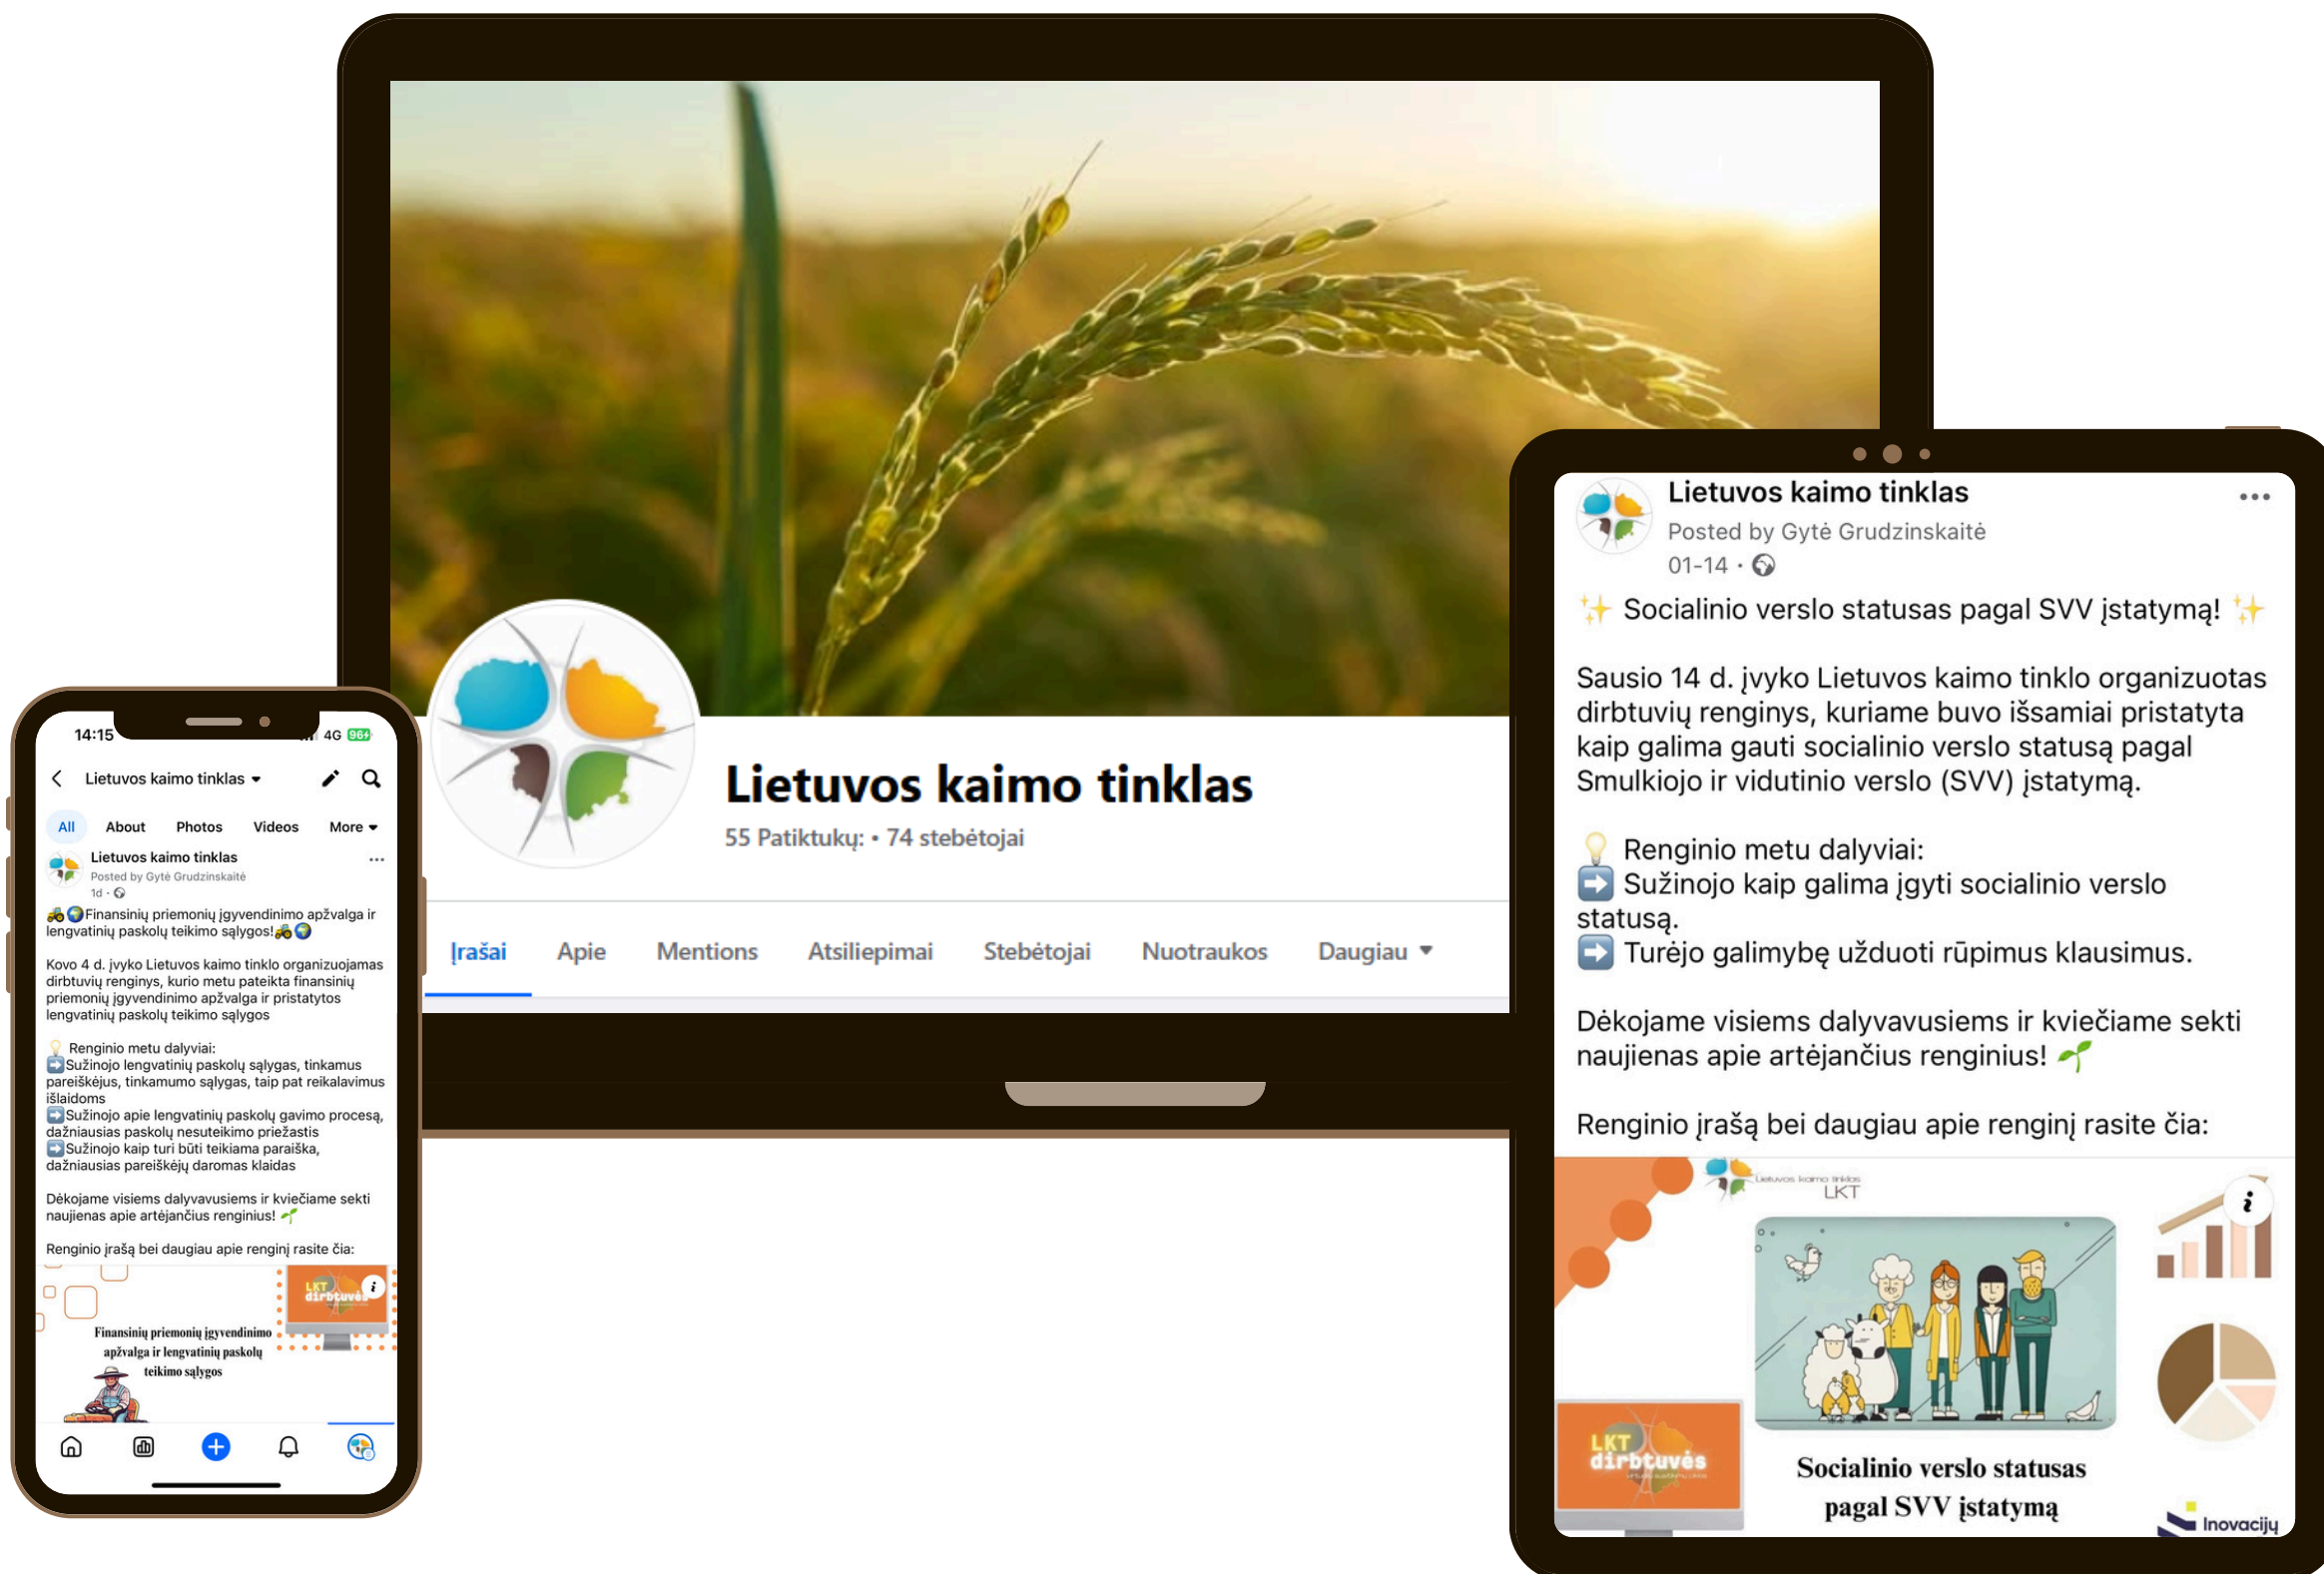 Lietuvos kaimo tinklas
55 Patiktukų: • 74 stebėtojai
Įrašai
Apie
Mentions
Atsiliepimai
Stebėtojai
Nuotraukos
Daugiau
14:15
4G 96
Lietuvos kaimo tinklas
All
About
Photos
Videos
More
Lietuvos kaimo tinklas
Posted by Gytė Grudzinskaitė
1d ·
Finansinių priemonių įgyvendinimo apžvalga ir
lengvatinių paskolų teikimo sąlygos!
Kovo 4 d. įvyko Lietuvos kaimo tinklo organizuojamas
dirbtuvių renginys, kurio metu pateikta finansinių
priemonių įgyvendinimo apžvalga ir pristatytos
lengvatinių paskolų teikimo sąlygos
💡 Renginio metu dalyviai:
➡️Sužinojo lengvatinių paskolų sąlygas, tinkamus
pareiškėjus, tinkamumo sąlygas, taip pat reikalavimus
išlaidoms
➡️Sužinojo apie lengvatinių paskolų gavimo procesą,
dažniausias paskolų nesuteikimo priežastis
➡️Sužinojo kaip turi būti teikiama paraiška,
dažniausias pareiškėjų daromas klaidas
Dėkojame visiems dalyvavusiems ir kviečiame sekti
naujienas apie artėjančius renginius! 🌱
Renginio įrašą bei daugiau apie renginį rasite čia:
LKT
dirbtuvės
Finansinių priemonių įgyvendinimo
apžvalga ir lengvatinių paskolų
teikimo sąlygos
Lietuvos kaimo tinklas
Posted by Gytė Grudzinskaitė
01-14 ·
✨ Socialinio verslo statusas pagal SVV įstatymą! ✨
Sausio 14 d. įvyko Lietuvos kaimo tinklo organizuotas
dirbtuvių renginys, kuriame buvo išsamiai pristatyta
kaip galima gauti socialinio verslo statusą pagal
Smulkiojo ir vidutinio verslo (SVV) įstatymą.
💡 Renginio metu dalyviai:
➡️ Sužinojo kaip galima įgyti socialinio verslo
statusą.
➡️ Turėjo galimybę užduoti rūpimus klausimus.
Dėkojame visiems dalyvavusiems ir kviečiame sekti
naujienas apie artėjančius renginius! 🌱
Renginio įrašą bei daugiau apie renginį rasite čia:
Lietuvos kaimo tinklas
LKT
LKT
dirbtuvės
Socialinio verslo statusas
pagal SVV įstatymą
Inovacijų